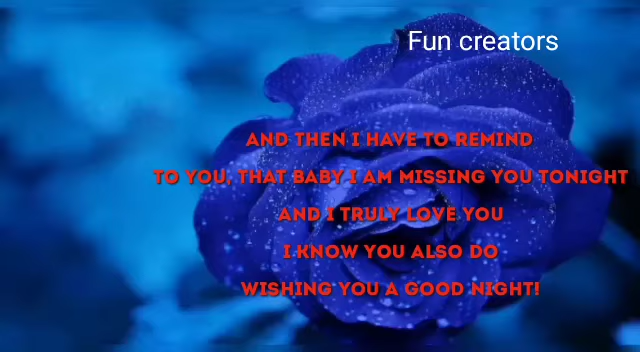 Fun creators
AND THEN I HAVE TO REMIND
TO YOU, THAT BABY I AM MISSING YOU TONIGHT
AND I TRULY LOVE YOU
I KNOW YOU ALSO DO
WISHING YOU A GOOD NIGHT!